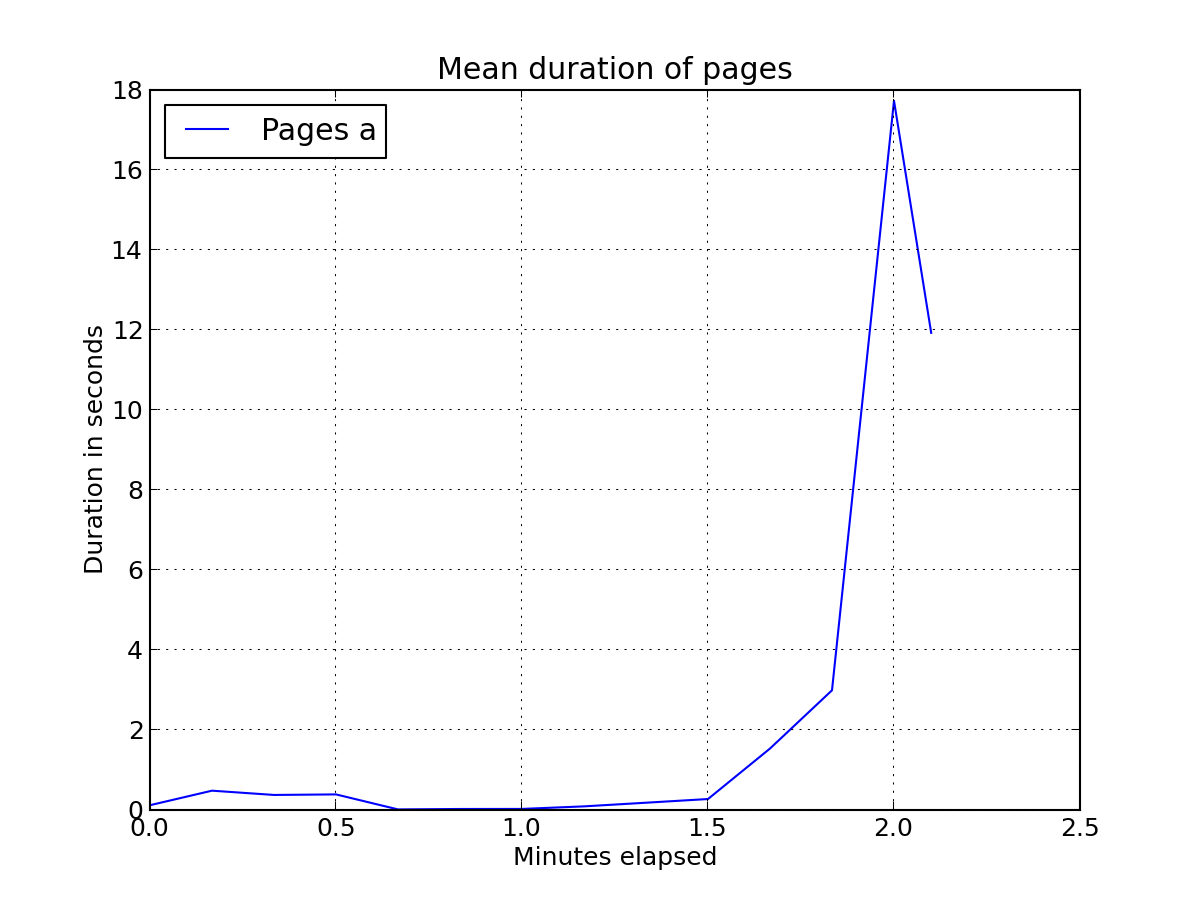 Mean duration of pages
Pages a
Duration in seconds
18
16
14
12
10
8
6
4
2
0
0.0 0.5 1.0 1.5 2.0 2.5
Minutes elapsed